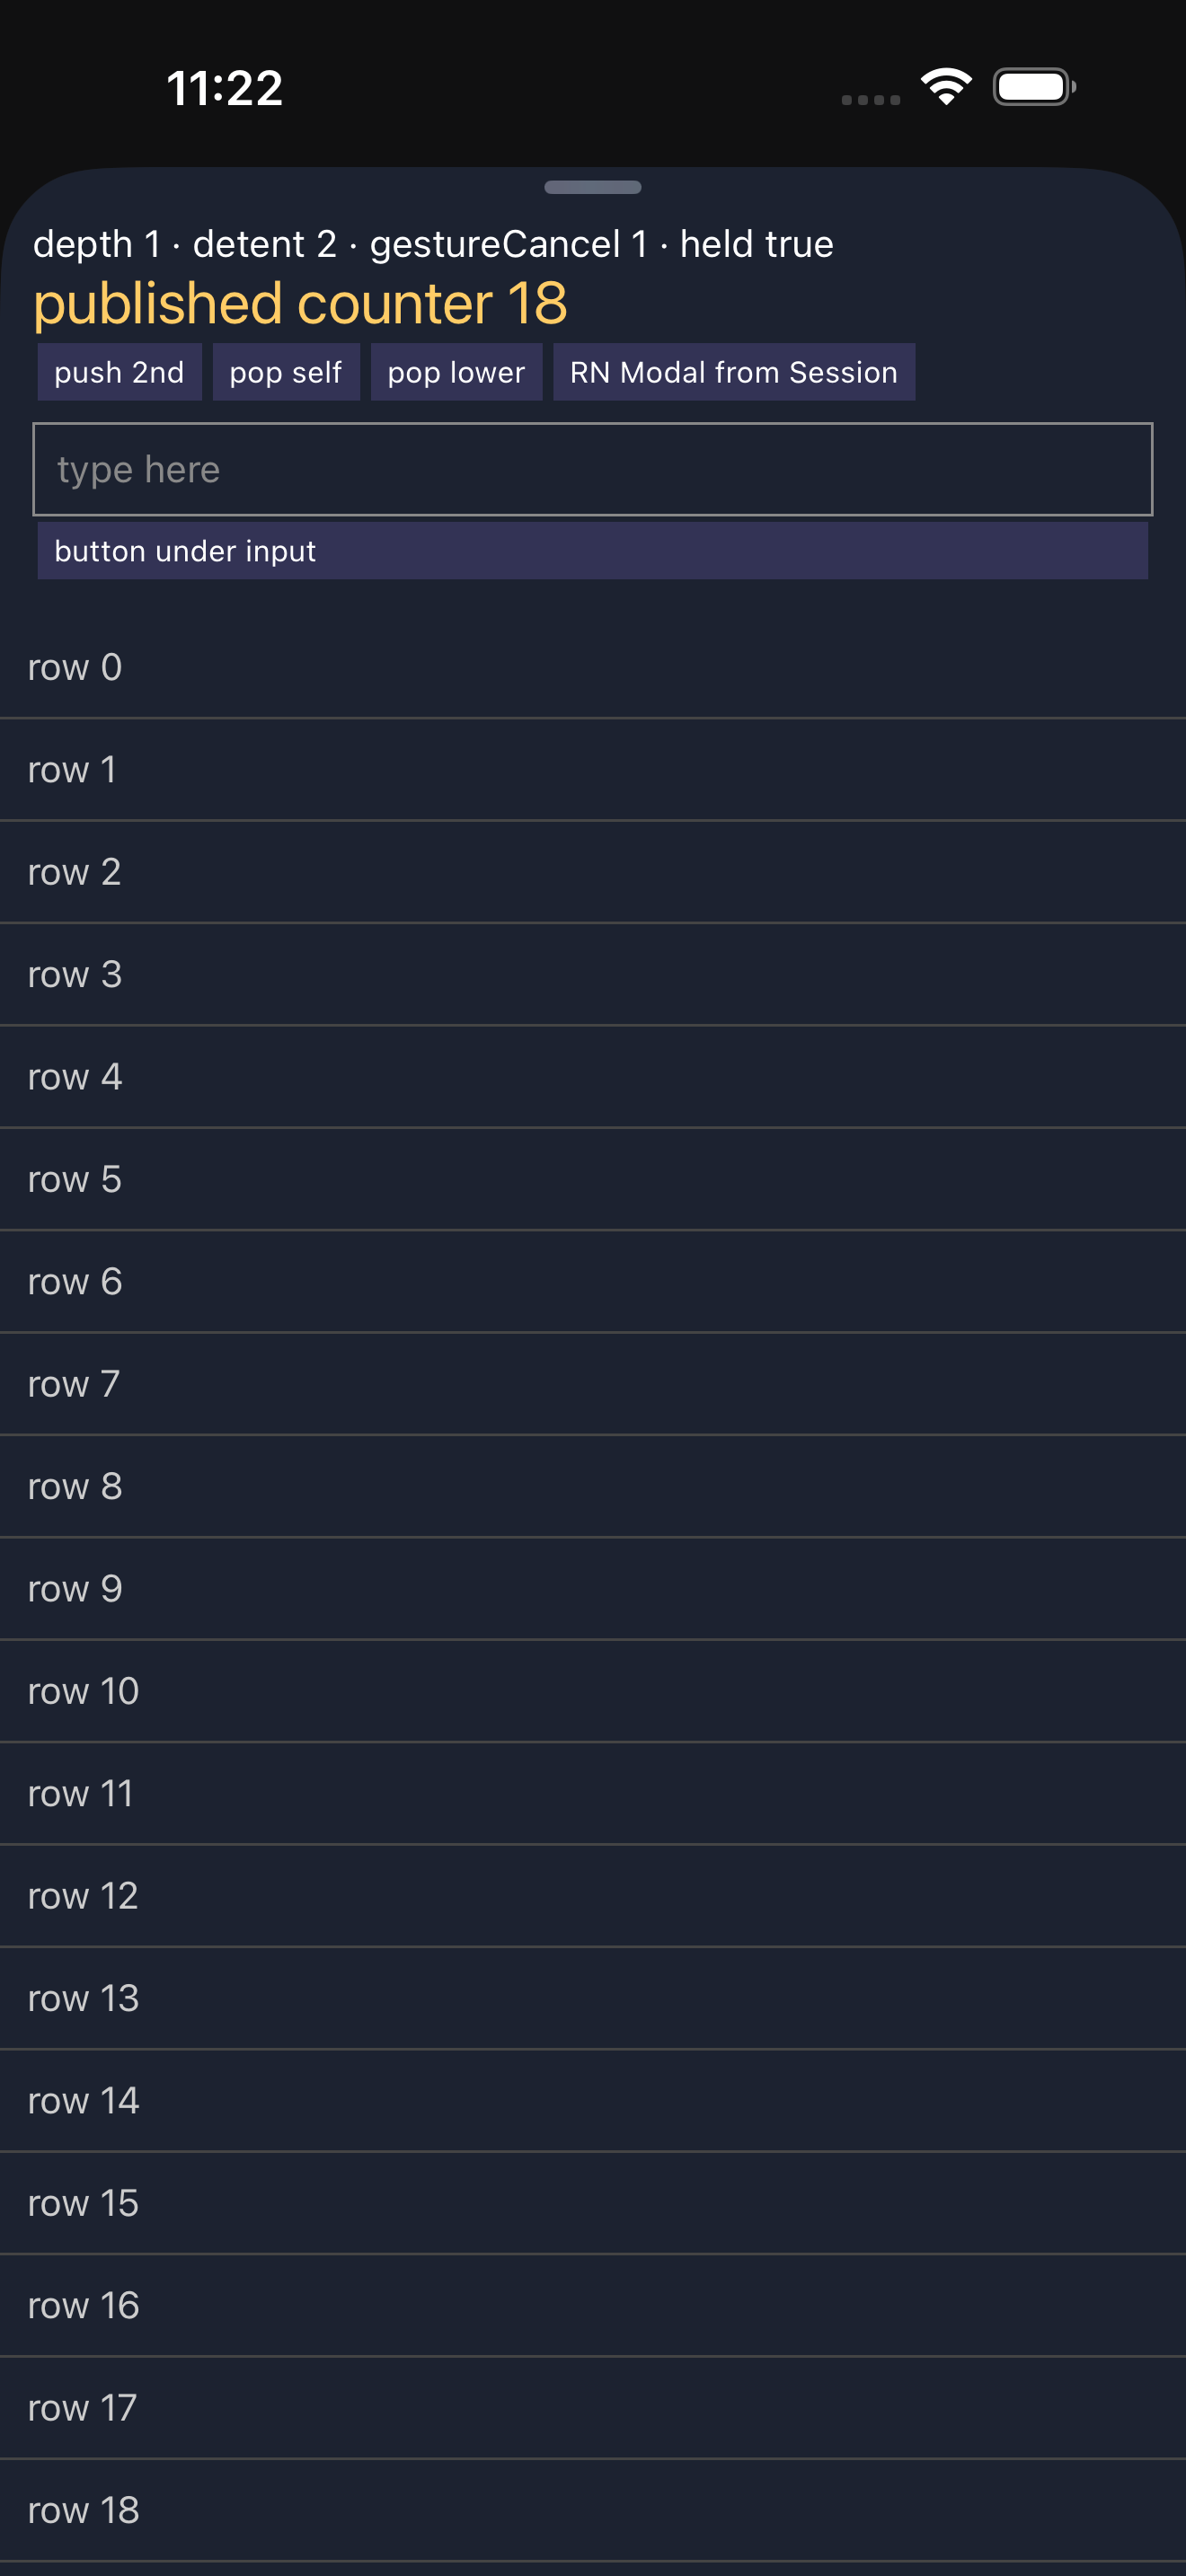 11:22
depth 1 · detent 2 · gestureCancel 1 · held true
published counter 18
push 2nd pop self pop lower RN Modal from Session
type here
button under input
row 0
row 1
row 2
row 3
row 4
row 5
row 6
row 7
row 8
row 9
row 10
row 11
row 12
row 13
row 14
row 15
row 16
row 17
row 18